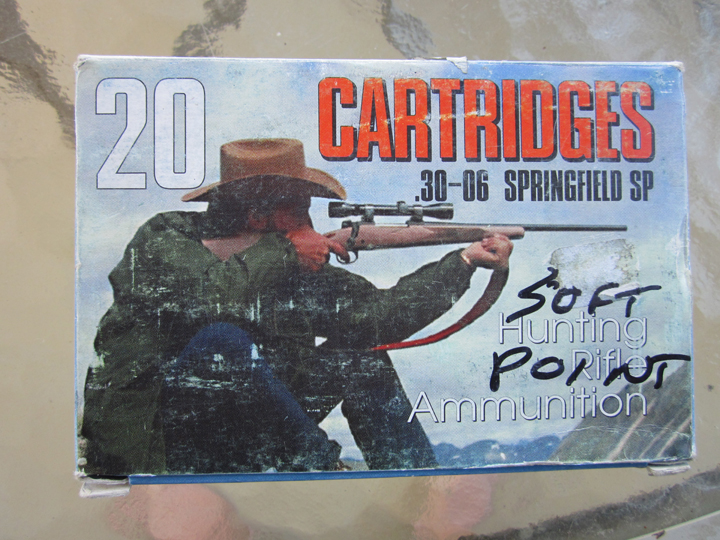 20
CARTRIDGES
.30-06 SPRINGFIELD SP
SOFT
Hunting
POINT
Rifle
Ammunition